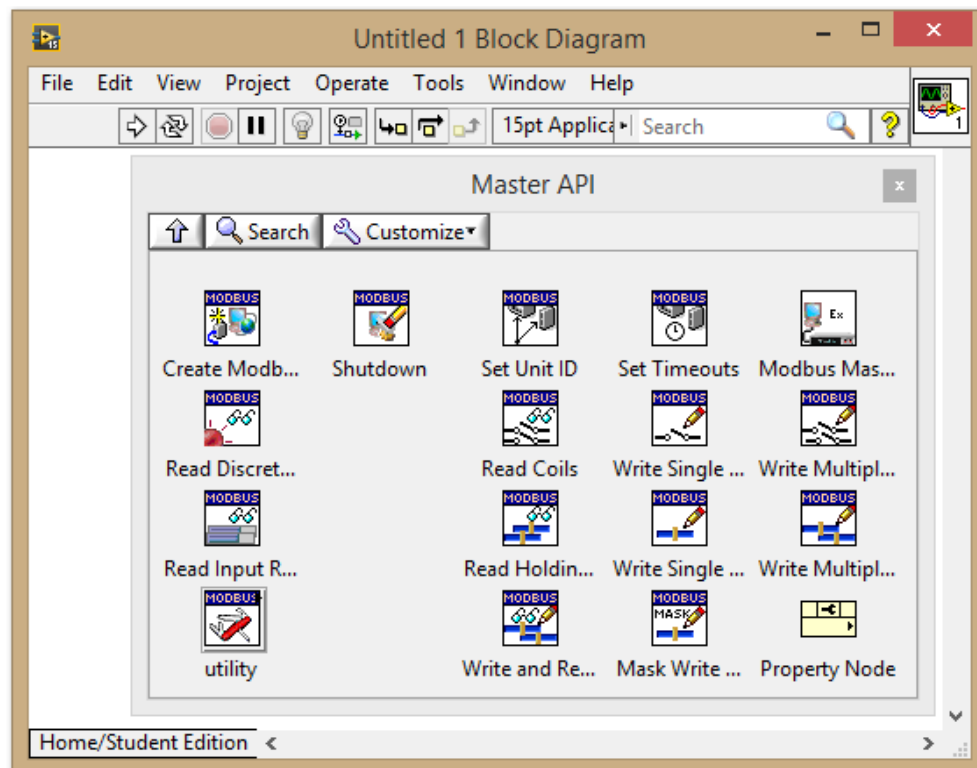 Untitled 1 Block Diagram
File Edit View Project Operate Tools Window Help
15pt Applica Search
1
Master API
Search Customize
MODBUS MODBUS MODBUS MODBUS Ex
Create Modb... Shutdown Set Unit ID Set Timeouts Modbus Mas...
MODBUS MODBUS MODBUS MODBUS
Read Discret... Read Coils Write Single ... Write Multipl...
MODBUS MODBUS MODBUS MODBUS
Read Input R... Read Holdin... Write Single ... Write Multipl...
MODBUS MODBUS MODBUS MASK
utility Write and Re... Mask Write ... Property Node
Home/Student Edition